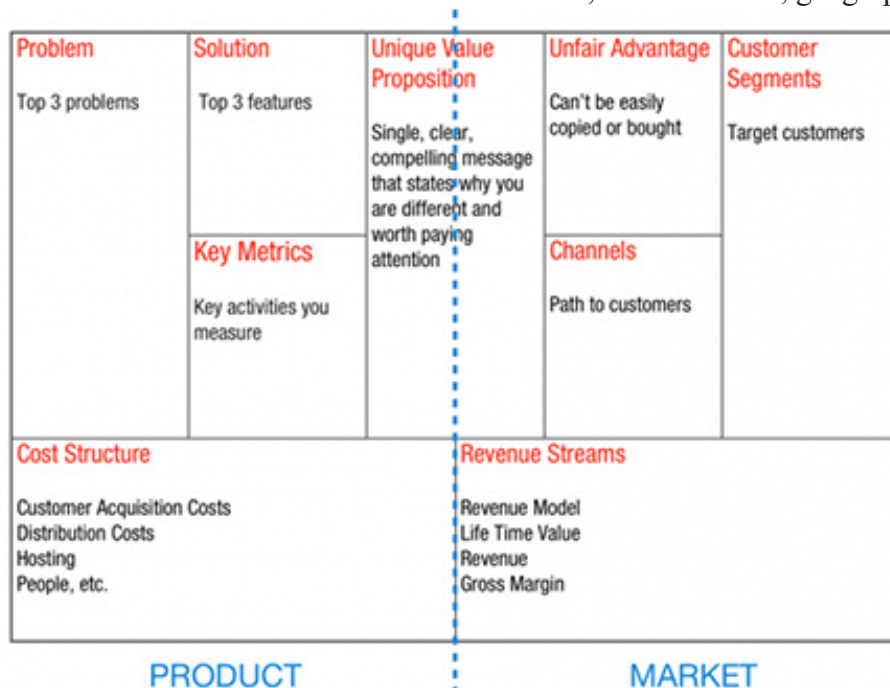 Problem
Top 3 problems
Solution
Top 3 features
Key Metrics
Key activities you
measure
Unique Value
Proposition
Single, clear,
compelling message
that states why you
are different and
worth paying
attention
Unfair Advantage
Can't be easily
copied or bought
Channels
Path to customers
Customer
Segments
Target customers
Cost Structure
Customer Acquisition Costs
Distribution Costs
Hosting
People, etc.
Revenue Streams
Revenue Model
Life Time Value
Revenue
Gross Margin
PRODUCT
MARKET